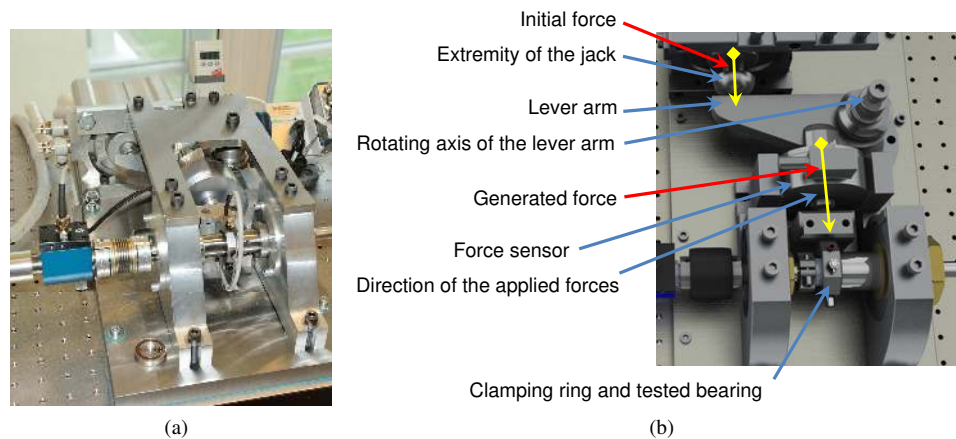 Initial force
Extremity of the jack
Lever arm
Rotating axis of the lever arm
Generated force
Force sensor
Direction of the applied forces
Clamping ring and tested bearing
(a)
(b)